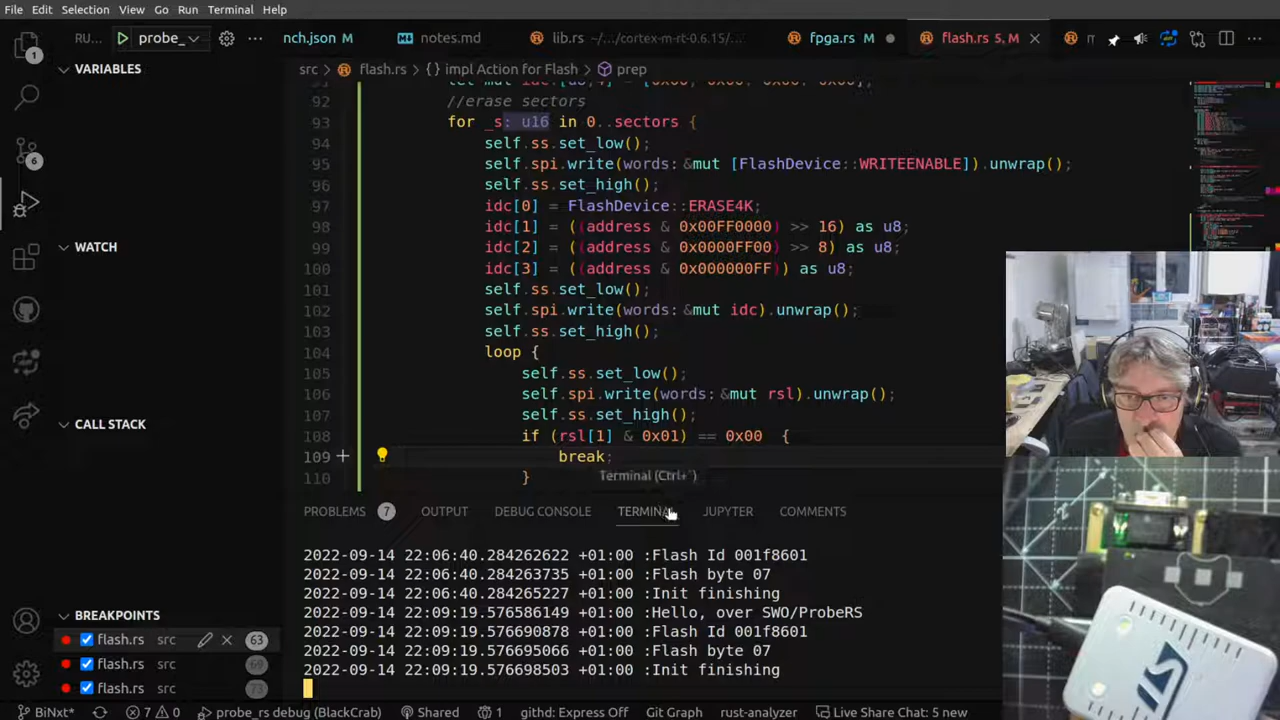 File Edit Selection View Go Run Terminal Help
1 RU... probe_ ... nch.json M notes.md lib.rs ~/.../cortex-m-rt-0.6.15/... fpga.rs M flash.rs 5, M
src > flash.rs > {} impl Action for Flash > prep
VARIABLES
92 //erase sectors
93 for _s: u16 in 0..sectors {
94 self.ss.set_low();
95 self.spi.write(words: &mut [FlashDevice::WRITEENABLE]).unwrap();
96 self.ss.set_high();
97 idc[0] = FlashDevice::ERASE4K;
98 idc[1] = ((address & 0x00FF0000) >> 16) as u8;
99 idc[2] = ((address & 0x0000FF00) >> 8) as u8;
100 idc[3] = ((address & 0x000000FF)) as u8;
101 self.ss.set_low();
102 self.spi.write(words: &mut idc).unwrap();
103 self.ss.set_high();
104 loop {
105 self.ss.set_low();
106 self.spi.write(words: &mut rsl).unwrap();
107 self.ss.set_high();
108 if (rsl[1] & 0x01) == 0x00 {
109 break;
110 }
6
WATCH
CALL STACK
Terminal (Ctrl+`)
PROBLEMS 7 OUTPUT DEBUG CONSOLE TERMINAL JUPYTER COMMENTS
2022-09-14 22:06:40.284262622 +01:00 :Flash Id 001f8601
2022-09-14 22:06:40.284263735 +01:00 :Flash byte 07
2022-09-14 22:06:40.284265227 +01:00 :Init finishing
2022-09-14 22:09:19.576586149 +01:00 :Hello, over SWO/ProbeRS
2022-09-14 22:09:19.576690878 +01:00 :Flash Id 001f8601
2022-09-14 22:09:19.576695066 +01:00 :Flash byte 07
2022-09-14 22:09:19.576698503 +01:00 :Init finishing
BREAKPOINTS
flash.rs src 63
flash.rs src 69
flash.rs src 73
BiNxt* 7 0 probe_rs debug (BlackCrab) Shared 1 githd: Express Off Git Graph rust-analyzer Live Share Chat: 5 new